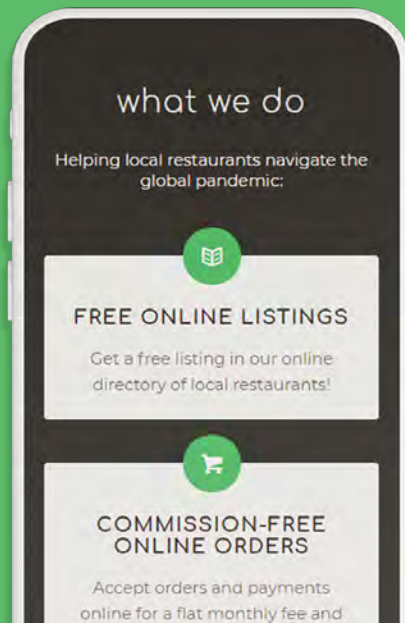 what we do
Helping local restaurants navigate the
global pandemic:
FREE ONLINE LISTINGS
Get a free listing in our online
directory of local restaurants!
COMMISSION-FREE
ONLINE ORDERS
Accept orders and payments
online for a flat monthly fee and